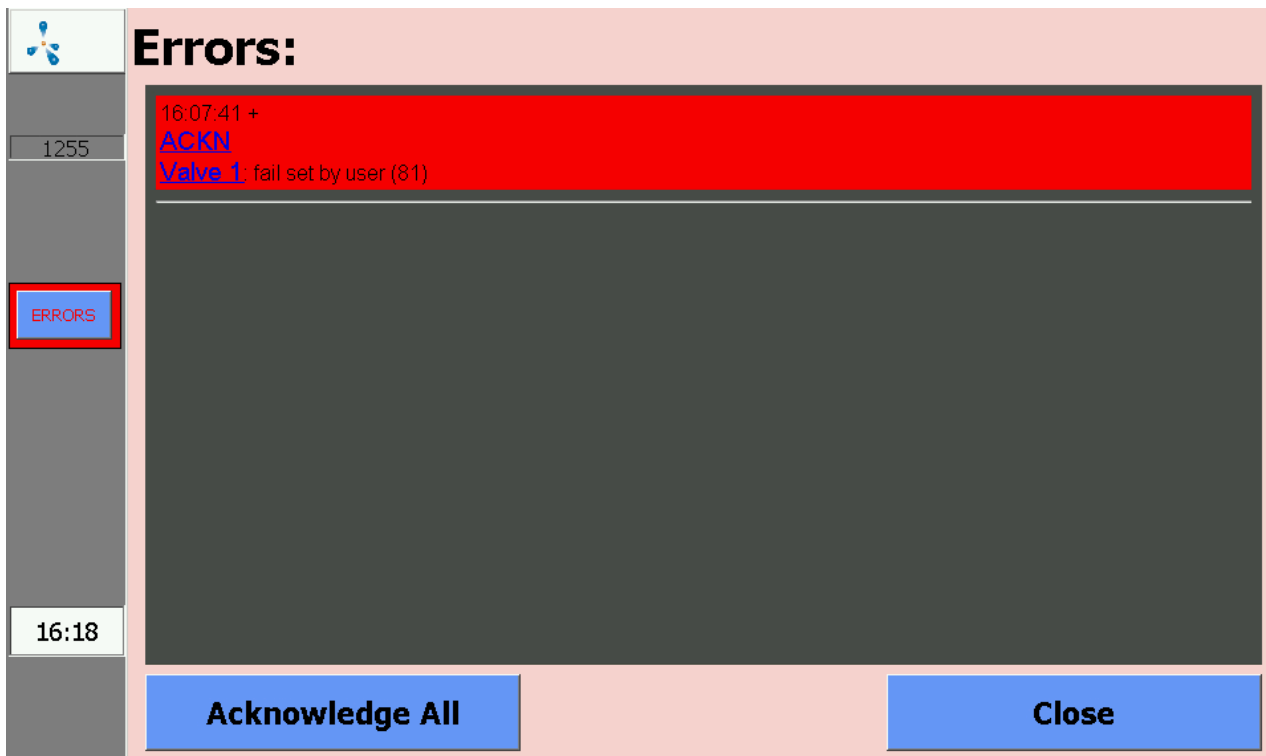 Errors:
16:07:41 +
ACKN
Valve 1: fail set by user (81)
1255
ERRORS
16:18
Acknowledge All
Close